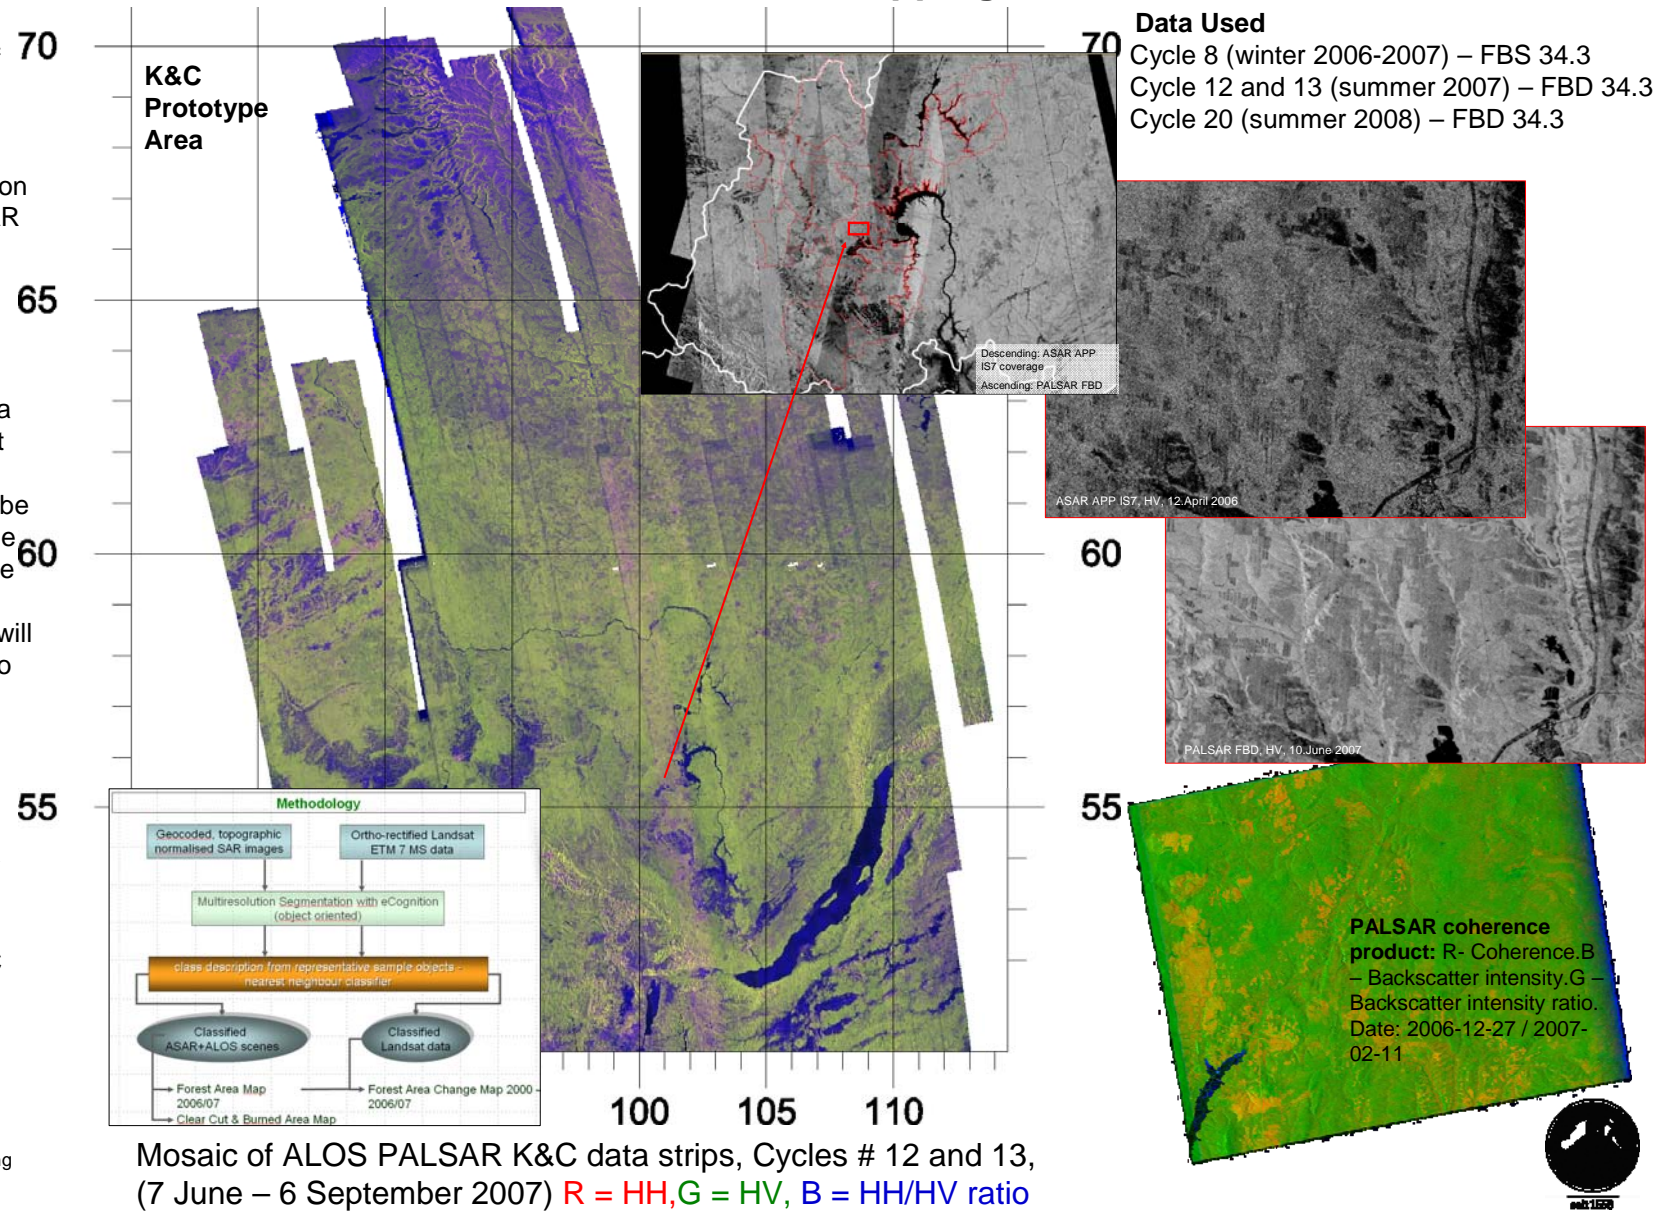 70
65
60
55
K&C
Prototype
Area
on
R
a
t
be
e
e
will
o
70
60
55
Data Used
Cycle 8 (winter 2006-2007) – FBS 34.3
Cycle 12 and 13 (summer 2007) – FBD 34.3
Cycle 20 (summer 2008) – FBD 34.3
Descending: ASAR APP
IS7 coverage
Ascending: PALSAR FBD
ASAR APP IS7, HV, 12.April 2006
PALSAR FBD, HV, 10.June 2007
Methodology
Geocoded, topographic
normalised SAR images
Ortho-rectified Landsat
ETM 7 MS data
Multiresolution Segmentation with eCognition
(object oriented)
class description from representative sample objects -
nearest neighbour classifier
Classified
ASAR+ALOS scenes
Classified
Landsat data
Forest Area Map
2006/07
Forest Area Change Map 2000 -
2006/07
Clear Cut & Burned Area Map
PALSAR coherence
product: R- Coherence.B
– Backscatter intensity.G –
Backscatter intensity ratio.
Date: 2006-12-27 / 2007-
02-11
100 105 110
Mosaic of ALOS PALSAR K&C data strips, Cycles # 12 and 13,
(7 June – 6 September 2007) R = HH,G = HV, B = HH/HV ratio